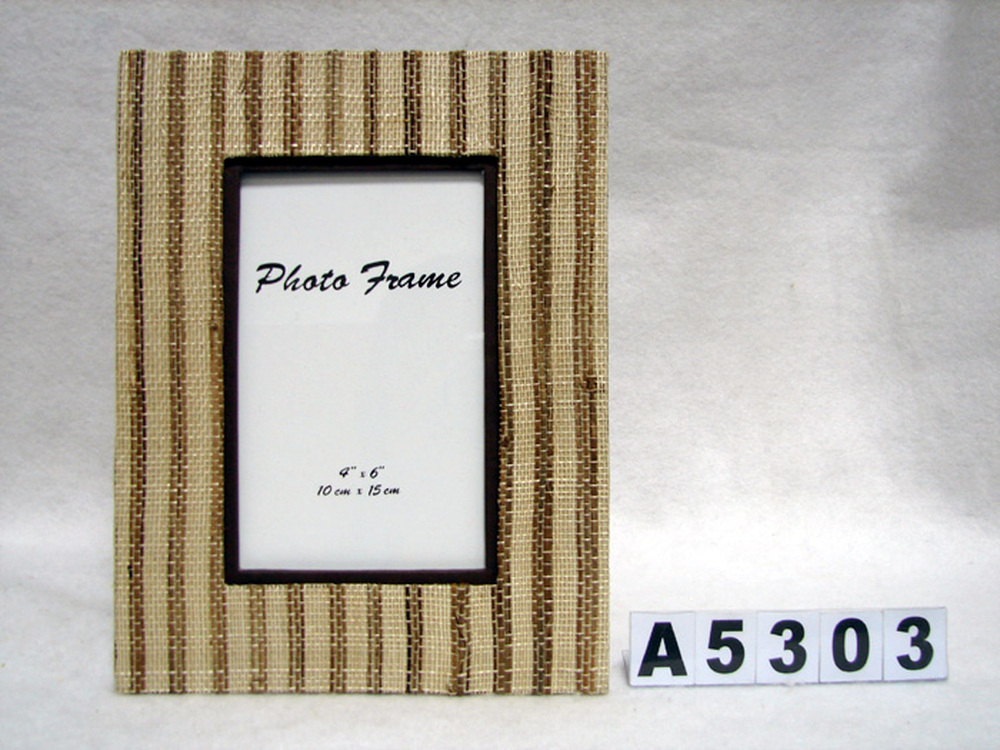 Photo Frame
4" x 6"
10 cm x 15 cm
A5303